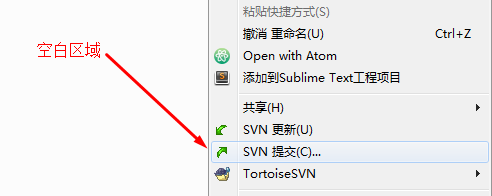 粘贴快捷方式(S)
撤消 重命名(U) Ctrl+Z
空白区域
Open with Atom
添加到Sublime Text工程项目
共享(H)
SVN 更新(U)
SVN 提交(C)...
TortoiseSVN